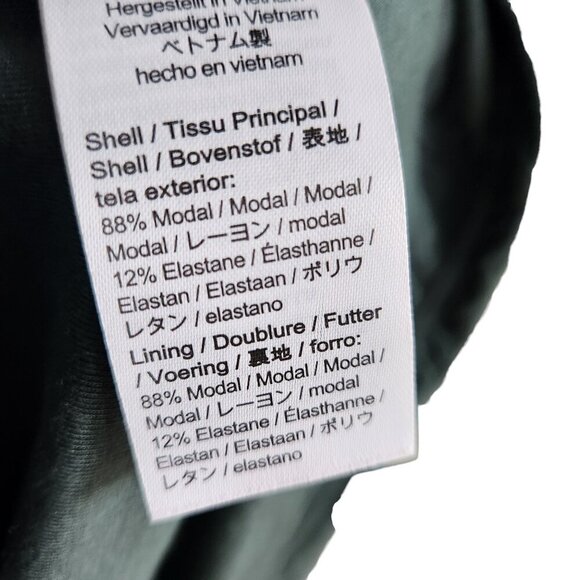 Hergestellt in Vietnam
Vervaardigd in Vietnam
ベトナム製
hecho en vietnam
Shell / Tissu Principal /
Shell / Bovenstof / 表地 /
tela exterior:
88% Modal / Modal / Modal /
Modal / レーヨン / modal
12% Elastane / Élasthanne /
Elastan / Elastaan / ポリウ
レタン / elastano
Lining / Doublure / Futter
/ Voering / 裏地 / forro:
88% Modal / Modal / Modal /
Modal / レーヨン / modal
12% Elastane / Élasthanne /
Elastan / Elastaan / ポリウ
レタン / elastano